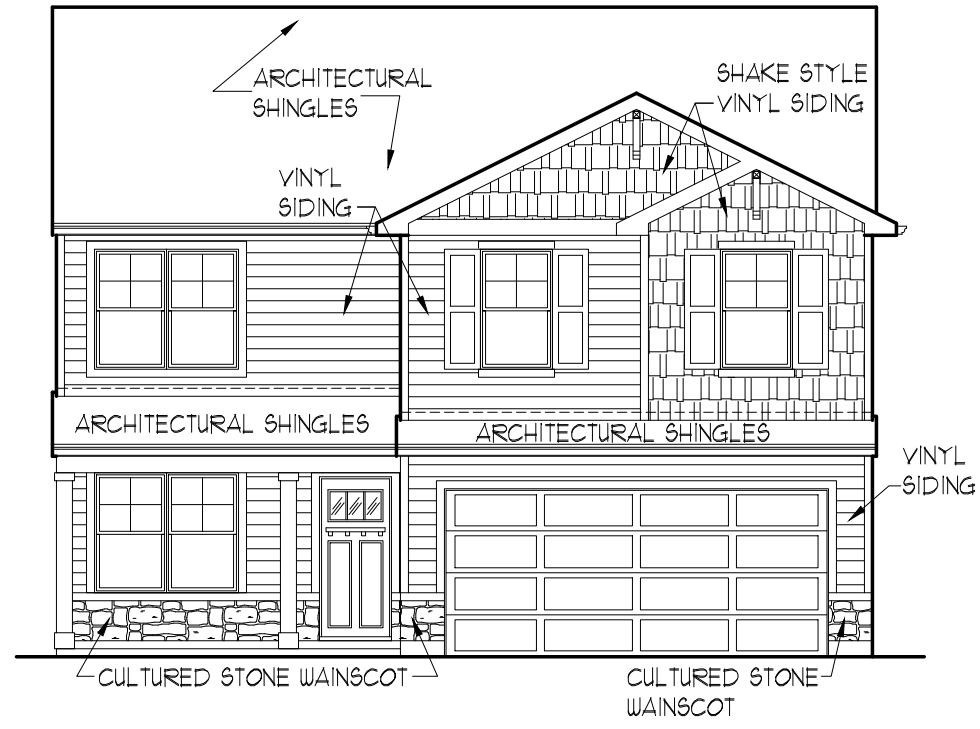 ARCHITECTURAL
SHINGLES
SHAKE STYLE
VINYL SIDING
VINYL
SIDING
ARCHITECTURAL SHINGLES
ARCHITECTURAL SHINGLES
VINYL
SIDING
CULTURED STONE WAINSCOT
CULTURED STONE
WAINSCOT